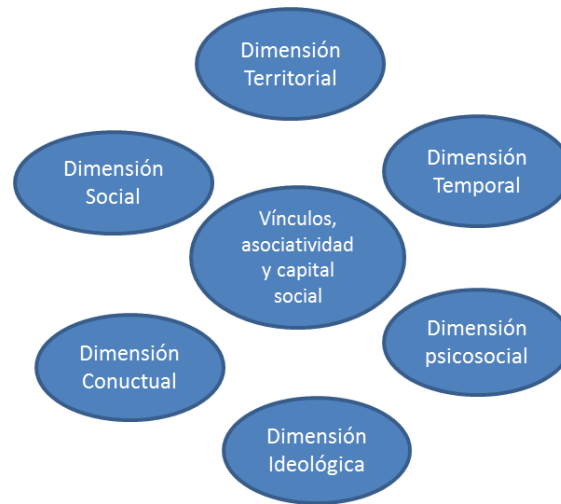 Dimensión
Territorial
Dimensión
Temporal
Dimensión
Social
Vínculos,
asociatividad
y capital
social
Dimensión
psicosocial
Dimensión
Conuctual
Dimensión
Ideológica